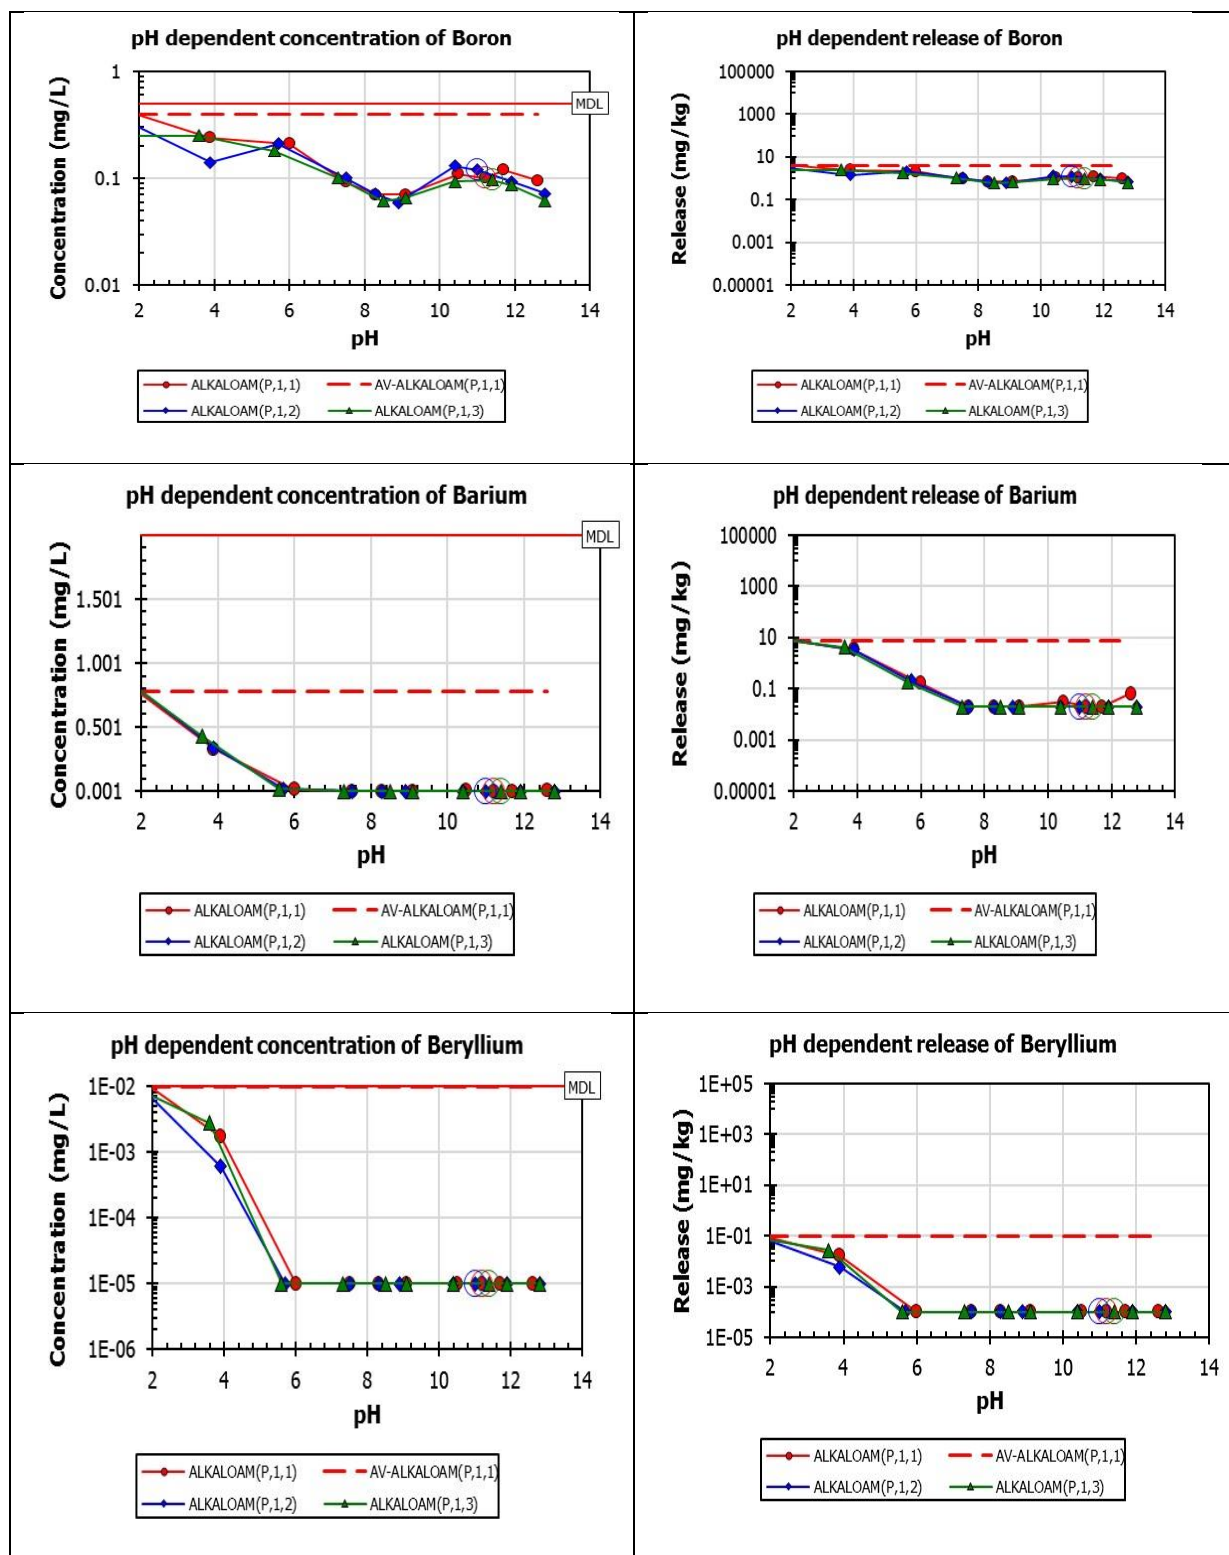 pH dependent concentration of Boron
Concentration (mg/L)
1
0.1
0.01
MDL
2 4 6 8 10 12 14
pH
ALKALOAM(P,1,1) AV-ALKALOAM(P,1,1)
ALKALOAM(P,1,2) ALKALOAM(P,1,3)
pH dependent release of Boron
Release (mg/kg)
100000
1000
10
0.1
0.001
0.00001
2 4 6 8 10 12 14
pH
ALKALOAM(P,1,1) AV-ALKALOAM(P,1,1)
ALKALOAM(P,1,2) ALKALOAM(P,1,3)
pH dependent concentration of Barium
Concentration (mg/L)
MDL
1.501
1.001
0.501
0.001
2 4 6 8 10 12 14
pH
ALKALOAM(P,1,1) AV-ALKALOAM(P,1,1)
ALKALOAM(P,1,2) ALKALOAM(P,1,3)
pH dependent release of Barium
Release (mg/kg)
100000
1000
10
0.1
0.001
0.00001
2 4 6 8 10 12 14
pH
ALKALOAM(P,1,1) AV-ALKALOAM(P,1,1)
ALKALOAM(P,1,2) ALKALOAM(P,1,3)
pH dependent concentration of Beryllium
Concentration (mg/L)
1E-02
MDL
1E-03
1E-04
1E-05
1E-06
2 4 6 8 10 12 14
pH
ALKALOAM(P,1,1) AV-ALKALOAM(P,1,1)
ALKALOAM(P,1,2) ALKALOAM(P,1,3)
pH dependent release of Beryllium
Release (mg/kg)
1E+05
1E+03
1E+01
1E-01
1E-03
1E-05
2 4 6 8 10 12 14
pH
ALKALOAM(P,1,1) AV-ALKALOAM(P,1,1)
ALKALOAM(P,1,2) ALKALOAM(P,1,3)